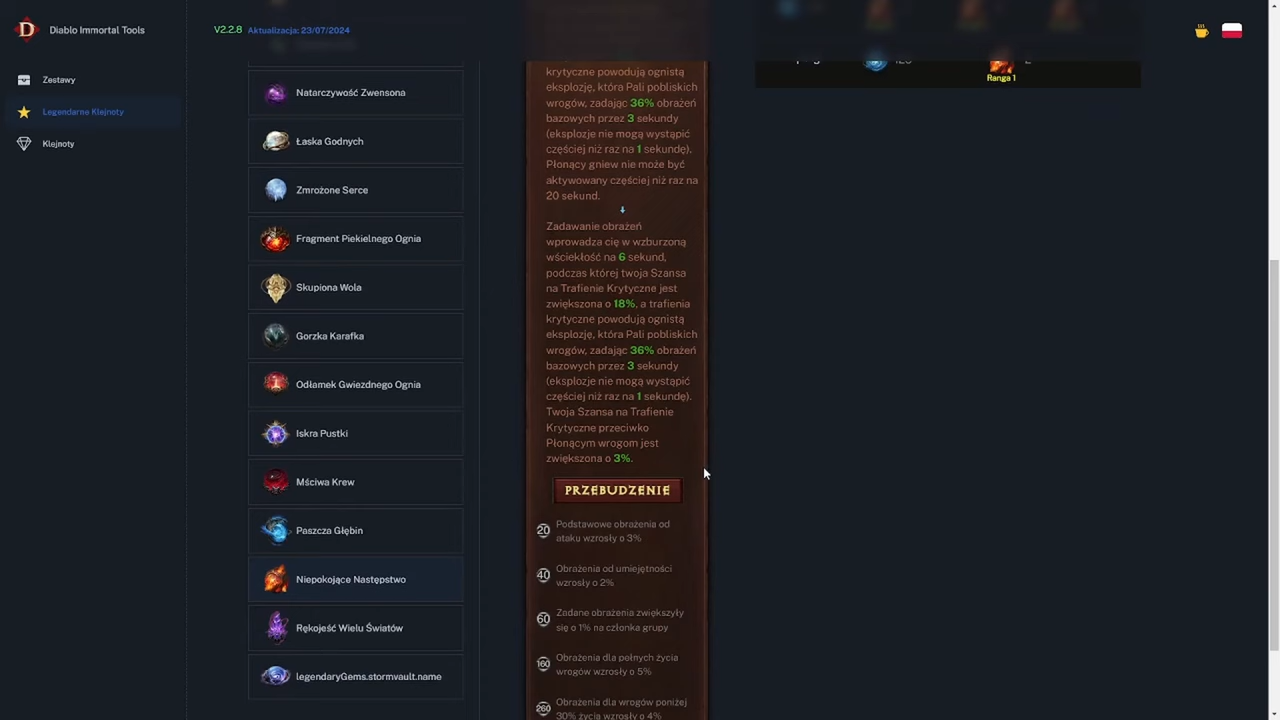 Diablo Immortal Tools
V2.2.8 Aktualizacja: 23/07/2024
Zestawy
Legendarne Klejnoty
Klejnoty
Natarczywość Zwensona
Łaska Godnych
Zmrożone Serce
Fragment Piekielnego Ognia
Skupiona Wola
Gorzka Karafka
Odłamek Gwiezdnego Ognia
Iskra Pustki
Mściwa Krew
Paszcza Głębin
Niepokojące Następstwo
Rękojeść Wielu Światów
legendaryGems.stormvault.name
krytyczne powodują ognistą
eksplozję, która Pali pobliskich
wrogów, zadając 36% obrażeń
bazowych przez 3 sekundy
(eksplozje nie mogą wystąpić
częściej niż raz na 1 sekundę).
Płonący gniew nie może być
aktywowany częściej niż raz na
20 sekund.
Zadawanie obrażeń
wprowadza cię w wzburzoną
wściekłość na 6 sekund,
podczas której twoja Szansa
na Trafienie Krytyczne jest
zwiększona o 18%, a trafienia
krytyczne powodują ognistą
eksplozję, która Pali pobliskich
wrogów, zadając 36% obrażeń
bazowych przez 3 sekundy
(eksplozje nie mogą wystąpić
częściej niż raz na 1 sekundę).
Twoja Szansa na Trafienie
Krytyczne przeciwko
Płonącym wrogom jest
zwiększona o 3%.
PRZEBUDZENIE
20 Podstawowe obrażenia od
ataku wzrosły o 3%
40 Obrażenia od umiejętności
wzrosły o 2%
60 Zadane obrażenia zwiększyły
się o 1% na członka grupy
160 Obrażenia dla pełnych życia
wrogów wzrosły o 5%
260 Obrażenia dla wrogów poniżej
30% życia wzrosły o 4%
Ranga 1